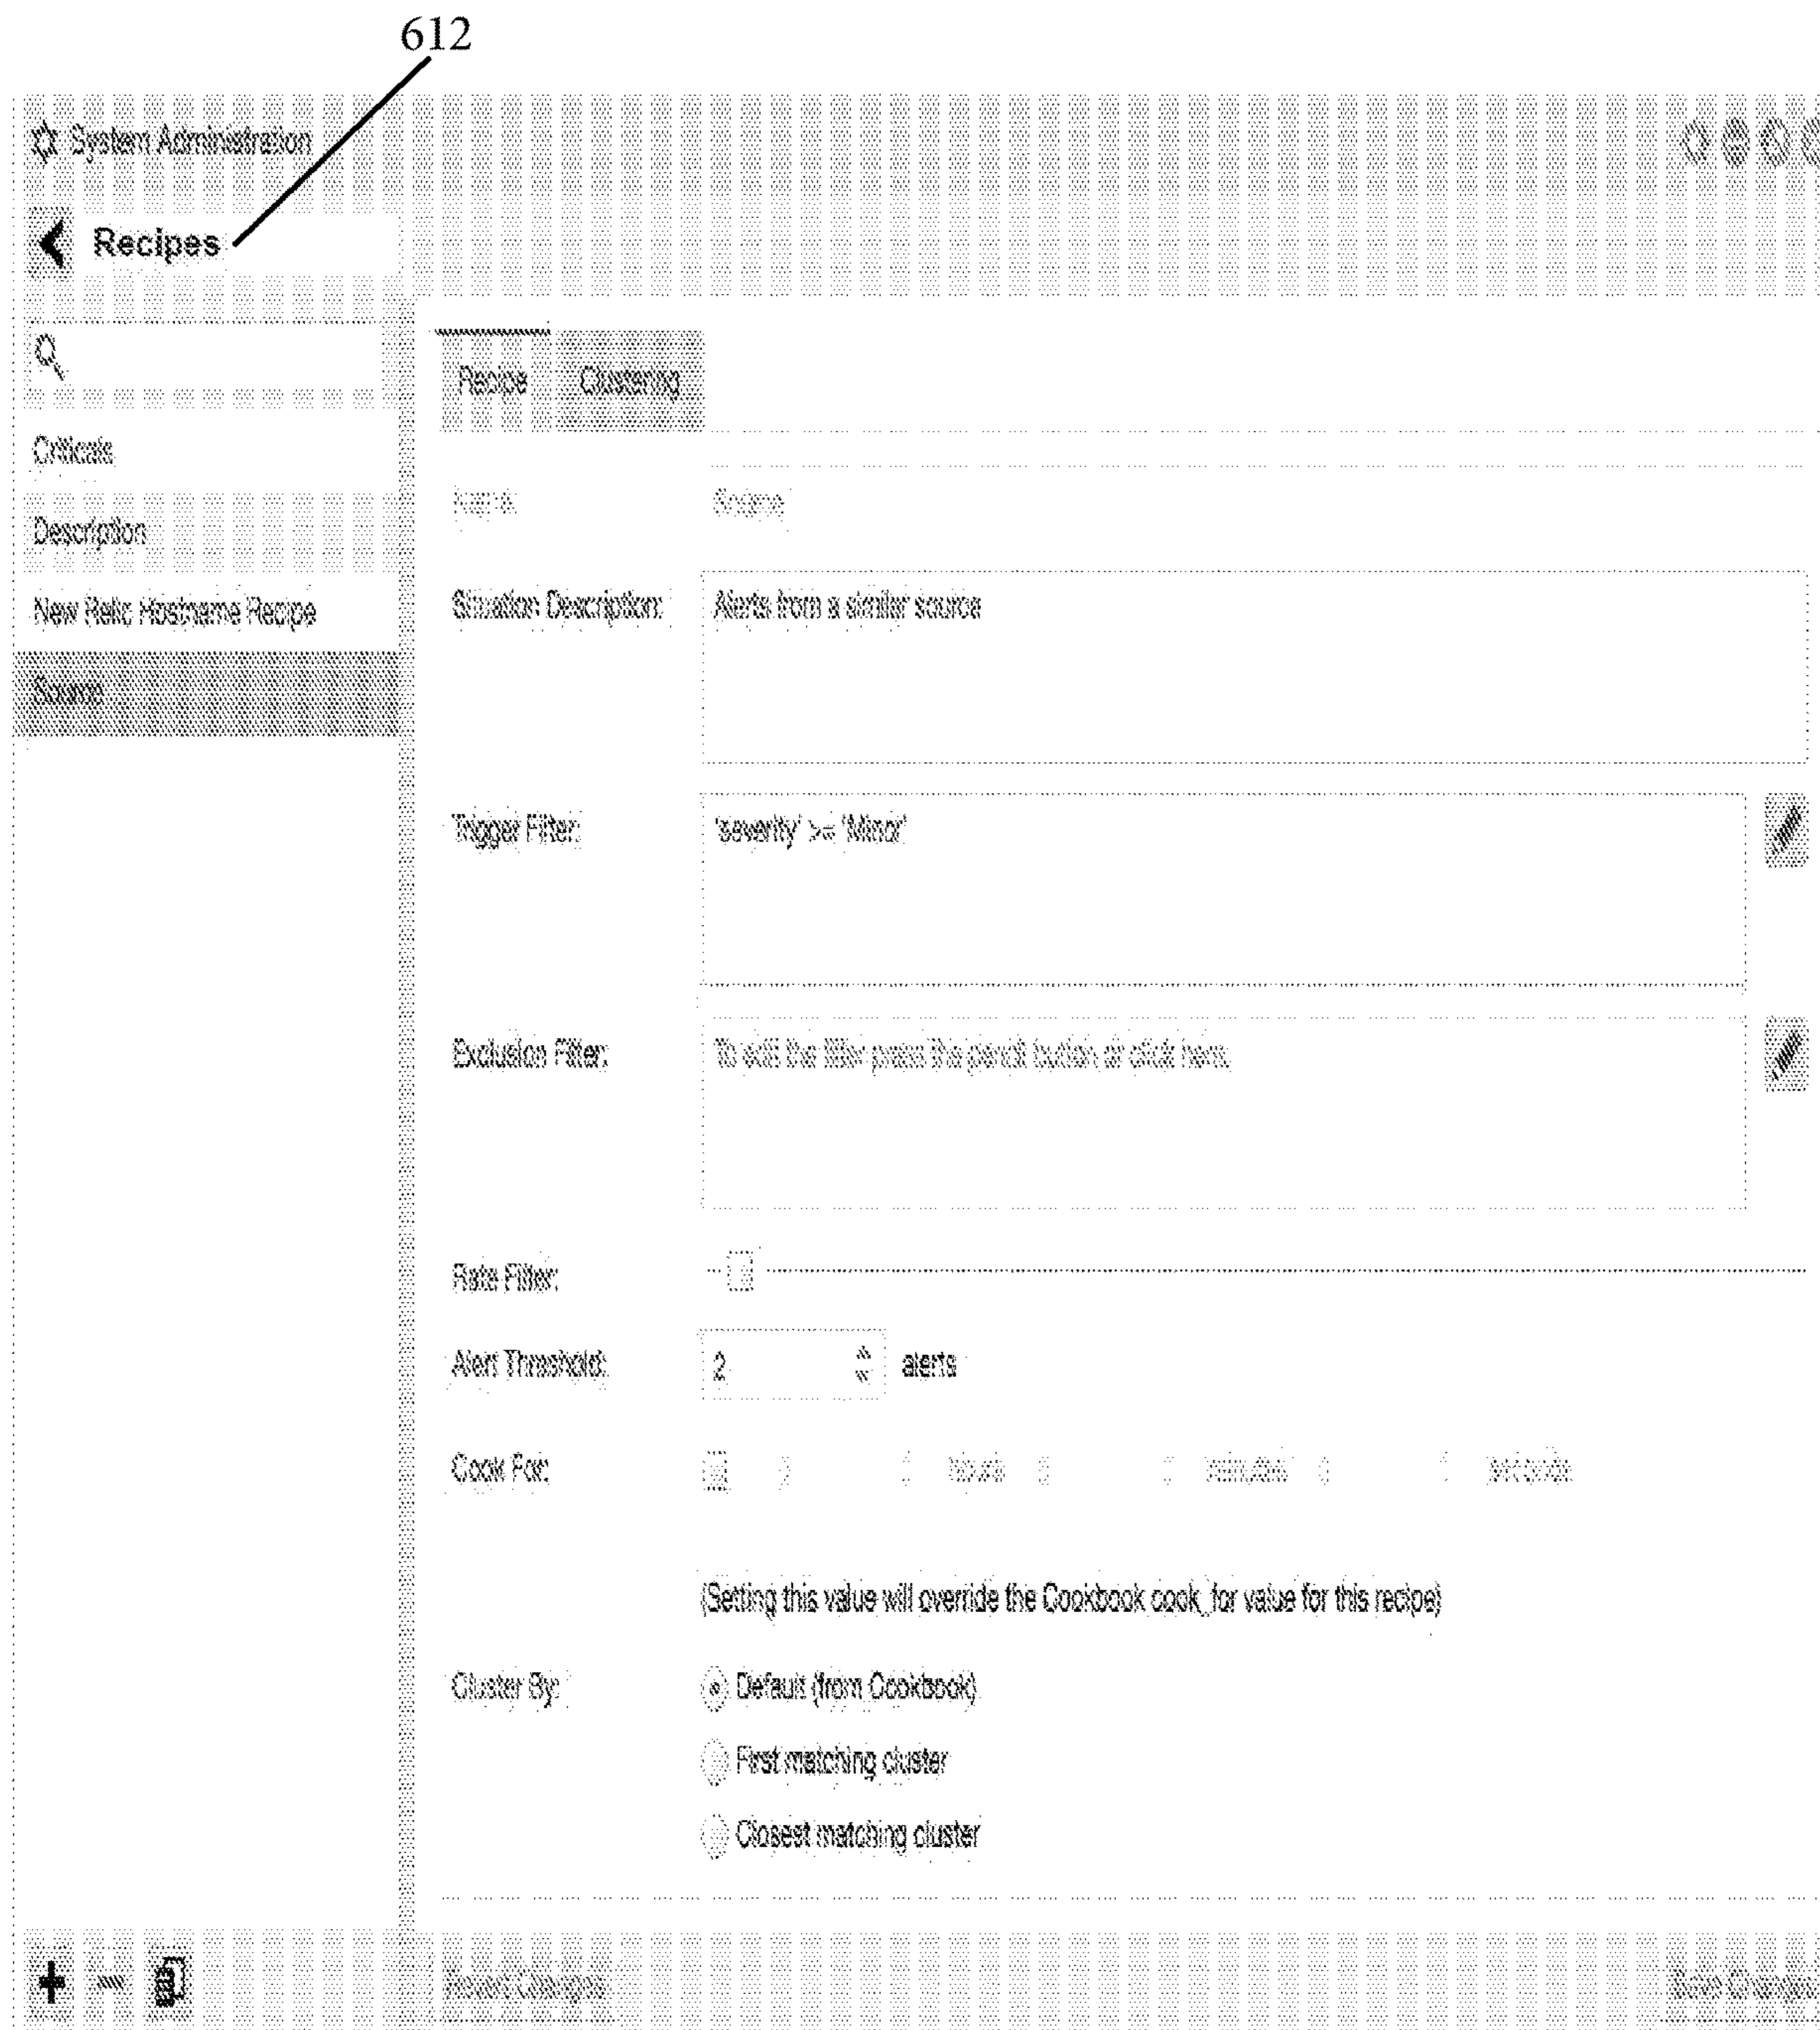 612
System Administration
Recipes
Recipe Clustering
Criticals
Description
New Relic Hostname Recipe
Source
Name Source
Situation Description: Alerts from a similar source
Trigger Filter: 'severity' >= 'Minor'
Exclusion Filter: To edit the filter press the pencil button or click here.
Rate Filter:
Alert Threshold: 2 alerts
Cook For: hours minutes seconds
(Setting this value will override the Cookbook cook_for value for this recipe)
Cluster By: Default (from Cookbook)
First matching cluster
Closest matching cluster
Revert Changes Save Changes